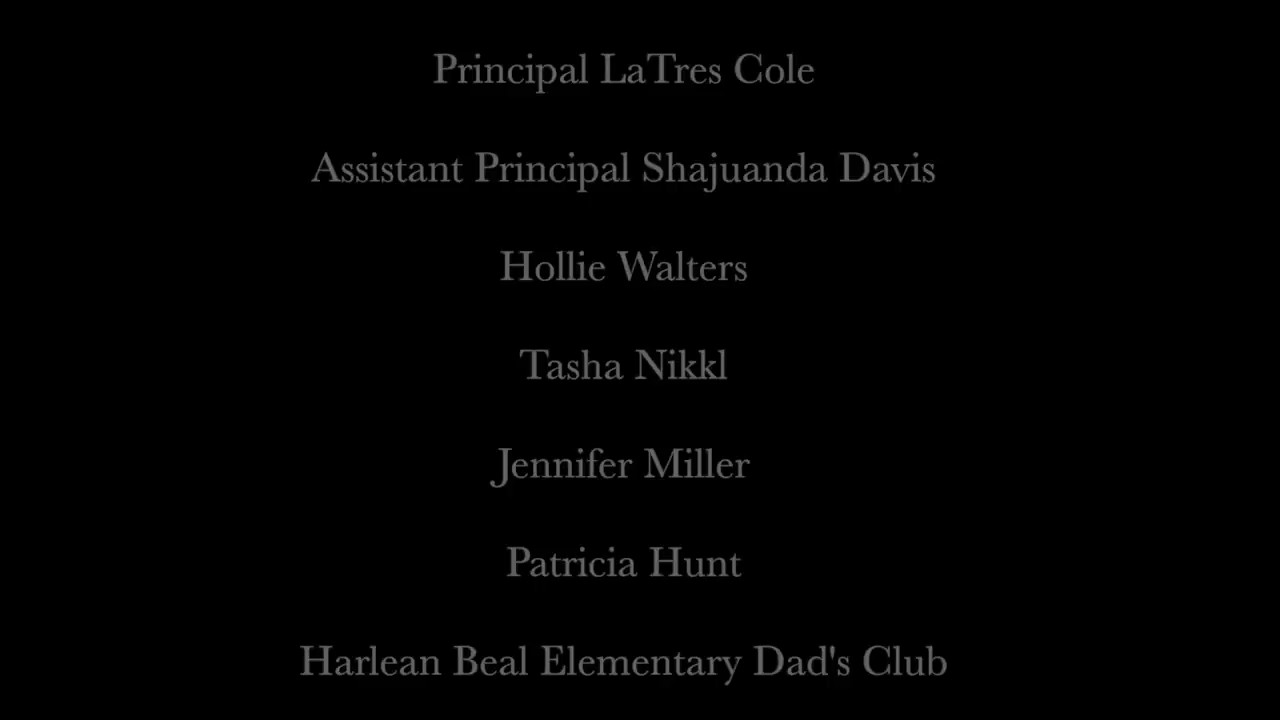 Principal LaTres Cole
Assistant Principal Shajuanda Davis
Hollie Walters
Tasha Nikkl
Jennifer Miller
Patricia Hunt
Harlean Beal Elementary Dad's Club